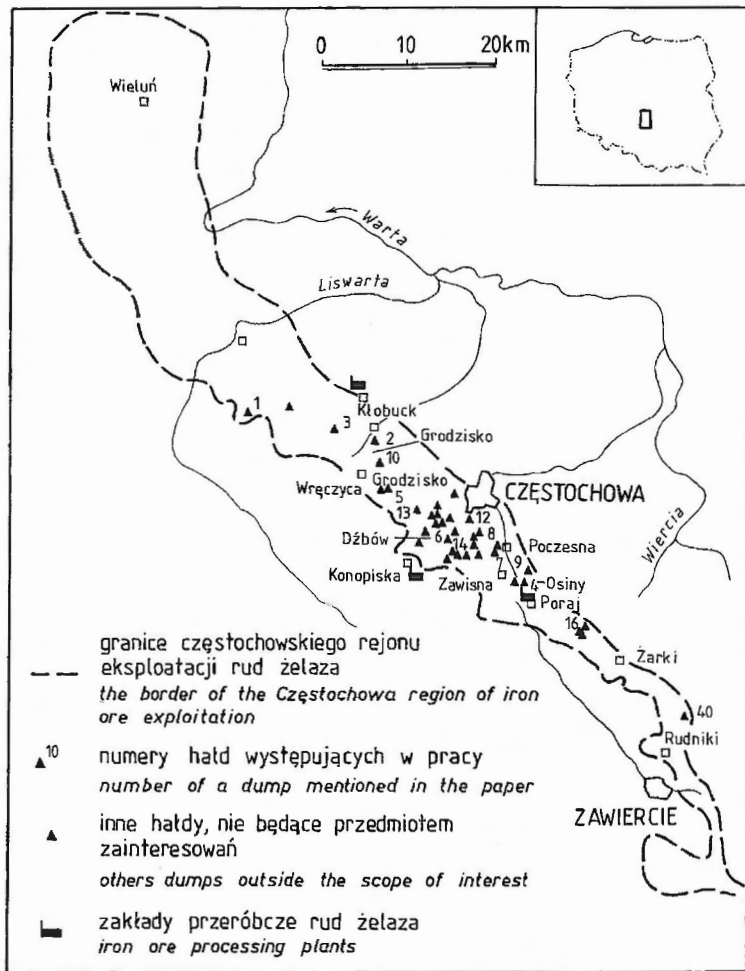 0 10 20km
Wieluń
Warta
Liswarta
1
3
Kłobuck
2
Grodzisko
10
Wręczyca
Grodzisko
5
CZĘSTOCHOWA
Wiercia
13
12
Dźbów
6
14
8
Poczesna
9
7
Konopiska
Zawisna
4-Osiny
Poraj
16
Żarki
40
Rudniki
ZAWIERCIE
granice częstochowskiego rejonu
eksploatacji rud żelaza
the border of the Częstochowa region of iron
ore exploitation
10
numery hałd występujących w pracy
number of a dump mentioned in the paper
inne hałdy, nie będące przedmiotem
zainteresowań
others dumps outside the scope of interest
zakłady przeróbcze rud żelaza
iron ore processing plants